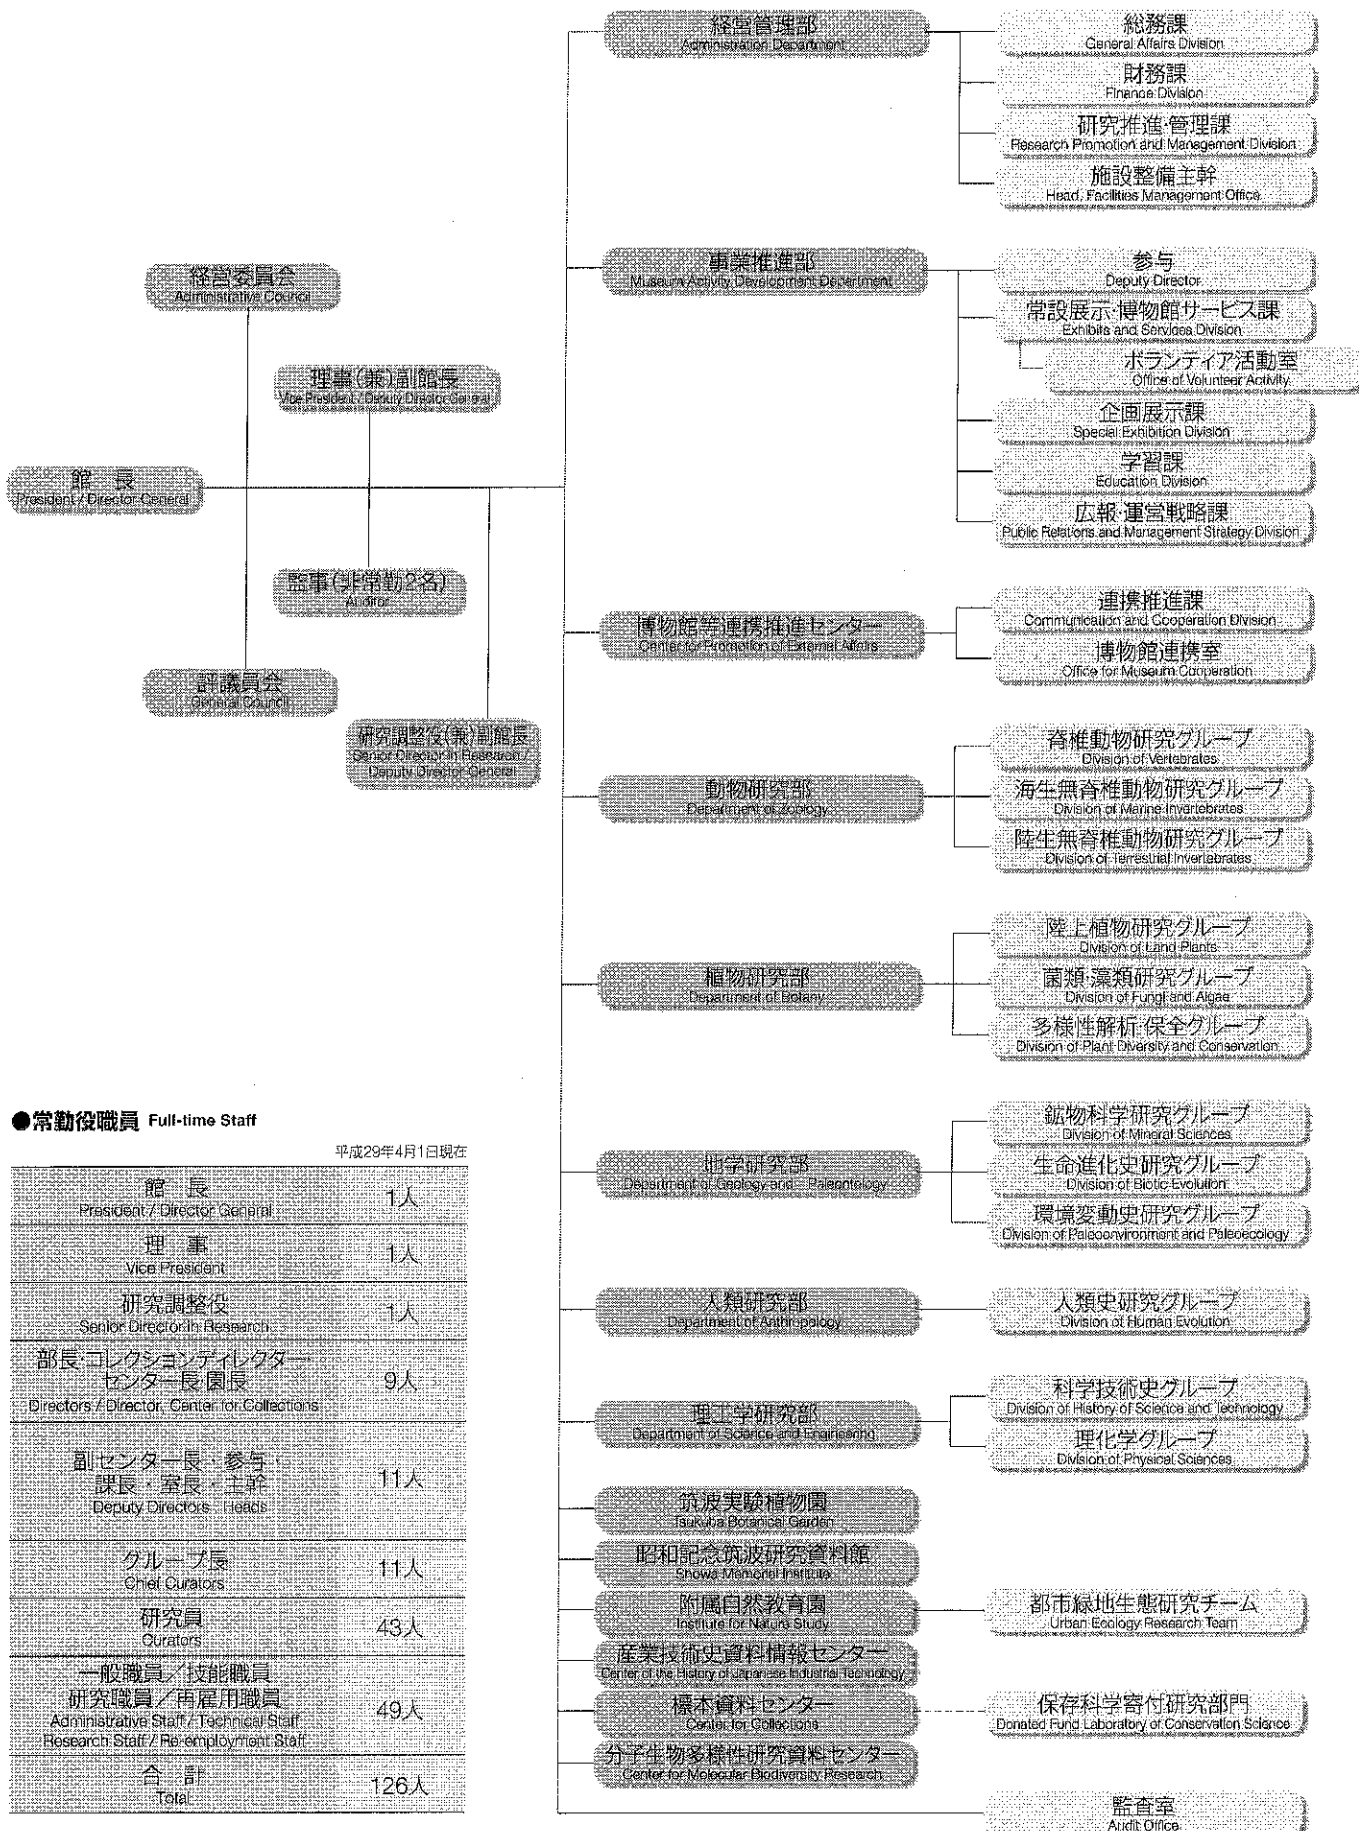 経営管理部
Administration Department
総務課
General Affairs Division
財務課
Finance Division
研究推進・管理課
Research Promotion and Management Division
施設整備主幹
Head, Facilities Management Office
経営委員会
Administrative Council
理事(兼)副館長
Vice President / Deputy Director General
館　長
President / Director General
監事(非常勤2名)
Auditor
評議員会
General Council
研究調整役(兼)副館長
Senior Director in Research /
Deputy Director General
事業推進部
Museum Activity Development Department
参与
Deputy Director
常設展示・博物館サービス課
Exhibits and Services Division
ボランティア活動室
Office of Volunteer Activity
企画展示課
Special Exhibition Division
学習課
Education Division
広報・運営戦略課
Public Relations and Management Strategy Division
博物館等連携推進センター
Center for Promotion of External Affairs
連携推進課
Communication and Cooperation Division
博物館連携室
Office for Museum Cooperation
動物研究部
Department of Zoology
脊椎動物研究グループ
Division of Vertebrates
海生無脊椎動物研究グループ
Division of Marine Invertebrates
陸生無脊椎動物研究グループ
Division of Terrestrial Invertebrates
植物研究部
Department of Botany
陸上植物研究グループ
Division of Land Plants
菌類・藻類研究グループ
Division of Fungi and Algae
多様性解析・保全グループ
Division of Plant Diversity and Conservation
地学研究部
Department of Geology and Paleontology
鉱物科学研究グループ
Division of Mineral Sciences
生命進化史研究グループ
Division of Biotic Evolution
環境変動史研究グループ
Division of Paleoenvironment and Paleoecology
人類研究部
Department of Anthropology
人類史研究グループ
Division of Human Evolution
理工学研究部
Department of Science and Engineering
科学技術史グループ
Division of History of Science and Technology
理化学グループ
Division of Physical Sciences
筑波実験植物園
Tsukuba Botanical Garden
昭和記念筑波研究資料館
Showa Memorial Institute
附属自然教育園
Institute for Nature Study
都市緑地生態研究チーム
Urban Ecology Research Team
産業技術史資料情報センター
Center of the History of Japanese Industrial Technology
標本資料センター
Center for Collections
保存科学寄付研究部門
Donated Fund Laboratory of Conservation Science
分子生物多様性研究資料センター
Center for Molecular Biodiversity Research
監査室
Audit Office
●常勤役職員 Full-time Staff
平成29年4月1日現在
館　長
President / Director General
1人
理　事
Vice President
1人
研究調整役
Senior Director in Research
1人
部長・コレクションディレクター・
センター長・園長
Directors / Director, Center for Collections
9人
副センター長・参与・
課長・室長・主幹
Deputy Directors Heads
11人
グループ長
Chief Curators
11人
研究員
Curators
43人
一般職員／技能職員
研究職員／再雇用職員
Administrative Staff / Technical Staff
Research Staff / Re-employment Staff
49人
合　計
Total
126人